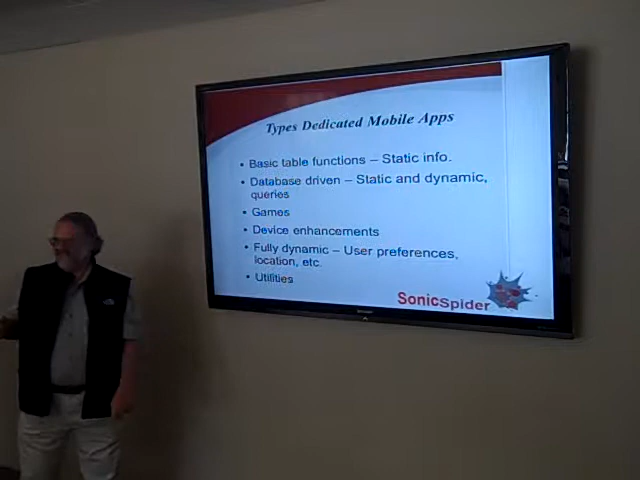 Types Dedicated Mobile Apps
• Basic table functions – Static info.
• Database driven – Static and dynamic,
queries
• Games
• Device enhancements
• Fully dynamic – User preferences,
location, etc.
• Utilities
SonicSpider